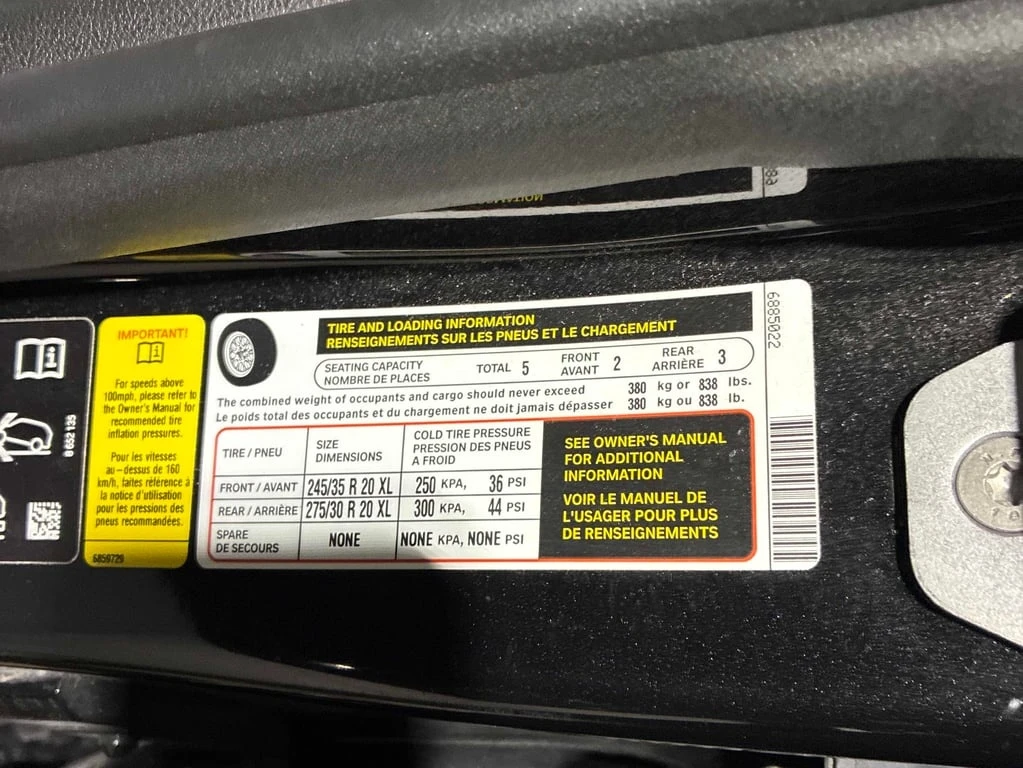 IMPORTANT!
For speeds above
100mph, please refer to
the Owner's Manual for
recommended tire
inflation pressures.
Pour les vitesses
au-dessus de 160
km/h, faites référence à
la notice d'utilisation
pour les pressions des
pneus recommandées.
6859729
8 652 135
TIRE AND LOADING INFORMATION
RENSEIGNEMENTS SUR LES PNEUS ET LE CHARGEMENT
SEATING CAPACITY
NOMBRE DE PLACES
TOTAL 5
FRONT
AVANT 2
REAR
ARRIÈRE 3
The combined weight of occupants and cargo should never exceed 380 kg or 838 lbs.
Le poids total des occupants et du chargement ne doit jamais dépasser 380 kg ou 838 lb.
TIRE / PNEU
SIZE
DIMENSIONS
COLD TIRE PRESSURE
PRESSION DES PNEUS
A FROID
FRONT / AVANT 245/35 R 20 XL 250 KPA, 36 PSI
REAR / ARRIÈRE 275/30 R 20 XL 300 KPA, 44 PSI
SPARE
DE SECOURS
NONE NONE KPA, NONE PSI
SEE OWNER'S MANUAL
FOR ADDITIONAL
INFORMATION
VOIR LE MANUEL DE
L'USAGER POUR PLUS
DE RENSEIGNEMENTS
6885022